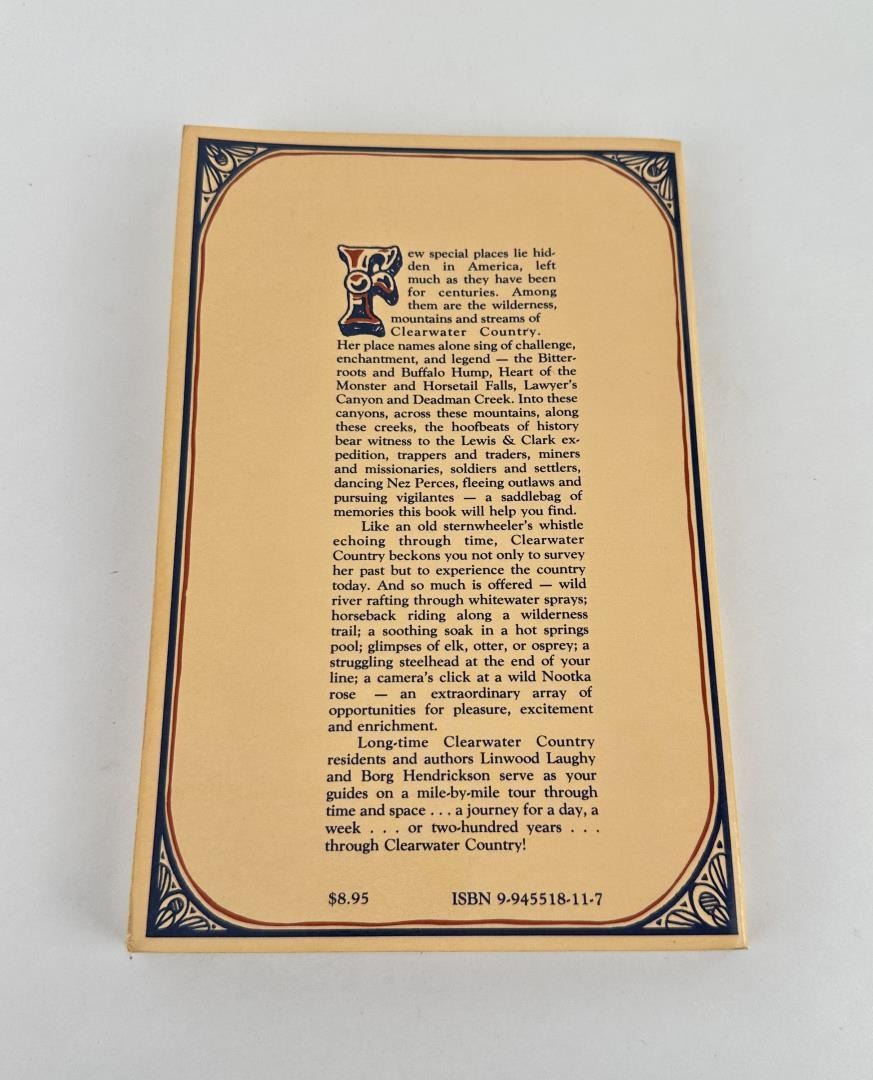 Few special places lie hid-
den in America, left
much as they have been
for centuries. Among
them are the wilderness,
mountains and streams of
Clearwater Country.
Her place names alone sing of challenge,
enchantment, and legend — the Bitter-
roots and Buffalo Hump, Heart of the
Monster and Horsetail Falls, Lawyer's
Canyon and Deadman Creek. Into these
canyons, across these mountains, along
these creeks, the hoofbeats of history
bear witness to the Lewis & Clark ex-
pedition, trappers and traders, miners
and missionaries, soldiers and settlers,
dancing Nez Perces, fleeing outlaws and
pursuing vigilantes — a saddlebag of
memories this book will help you find.
Like an old sternwheeler's whistle
echoing through time, Clearwater
Country beckons you not only to survey
her past but to experience the country
today. And so much is offered — wild
river rafting through whitewater sprays;
horseback riding along a wilderness
trail; a soothing soak in a hot springs
pool; glimpses of elk, otter, or osprey; a
struggling steelhead at the end of your
line; a camera's click at a wild Nootka
rose — an extraordinary array of
opportunities for pleasure, excitement
and enrichment.
Long-time Clearwater Country
residents and authors Linwood Laughy
and Borg Hendrickson serve as your
guides on a mile-by-mile tour through
time and space . . . a journey for a day, a
week . . . or two-hundred years . . .
through Clearwater Country!
$8.95 ISBN 9-945518-11-7